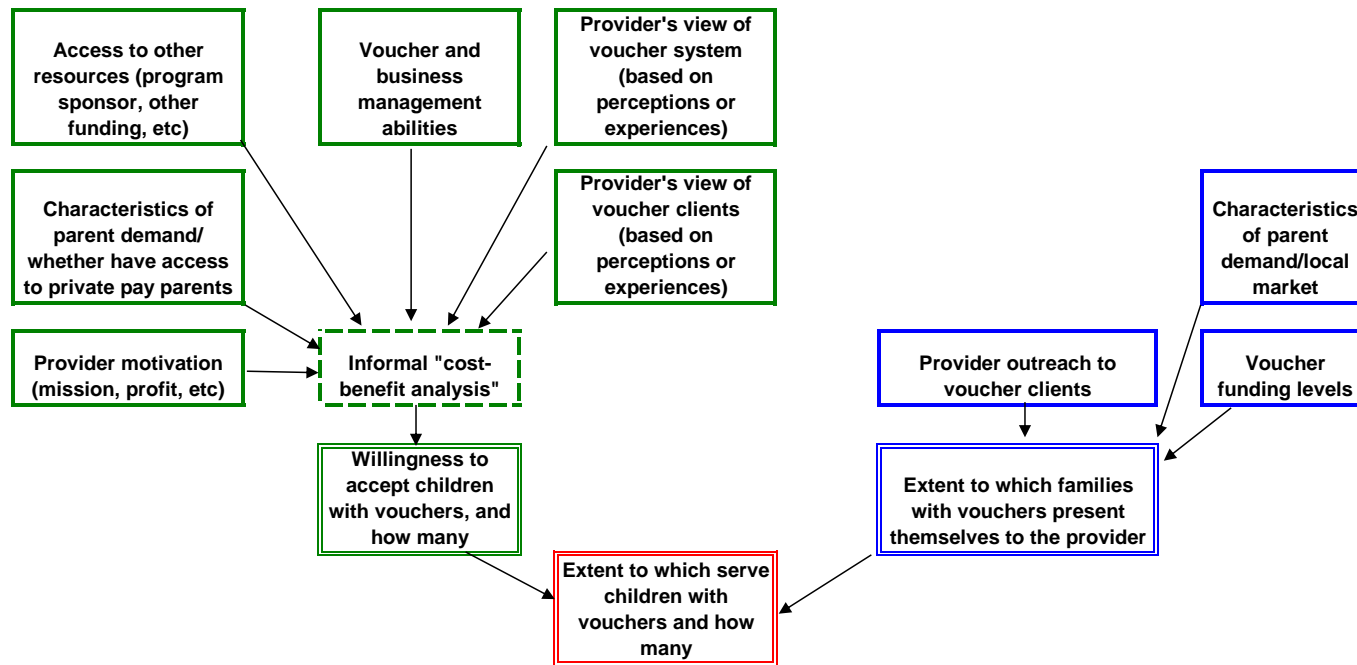 Access to other
resources (program
sponsor, other
funding, etc)
Voucher and
business
management
abilities
Provider's view of
voucher system
(based on
perceptions or
experiences)
Characteristics of
parent demand/
whether have access
to private pay parents
Provider's view of
voucher clients
(based on
perceptions or
experiences)
Characteristics
of parent
demand/local
market
Provider motivation
(mission, profit, etc)
Informal "cost-
benefit analysis"
Provider outreach to
voucher clients
Voucher
funding levels
Willingness to
accept children
with vouchers, and
how many
Extent to which families
with vouchers present
themselves to the provider
Extent to which serve
children with
vouchers and how
many